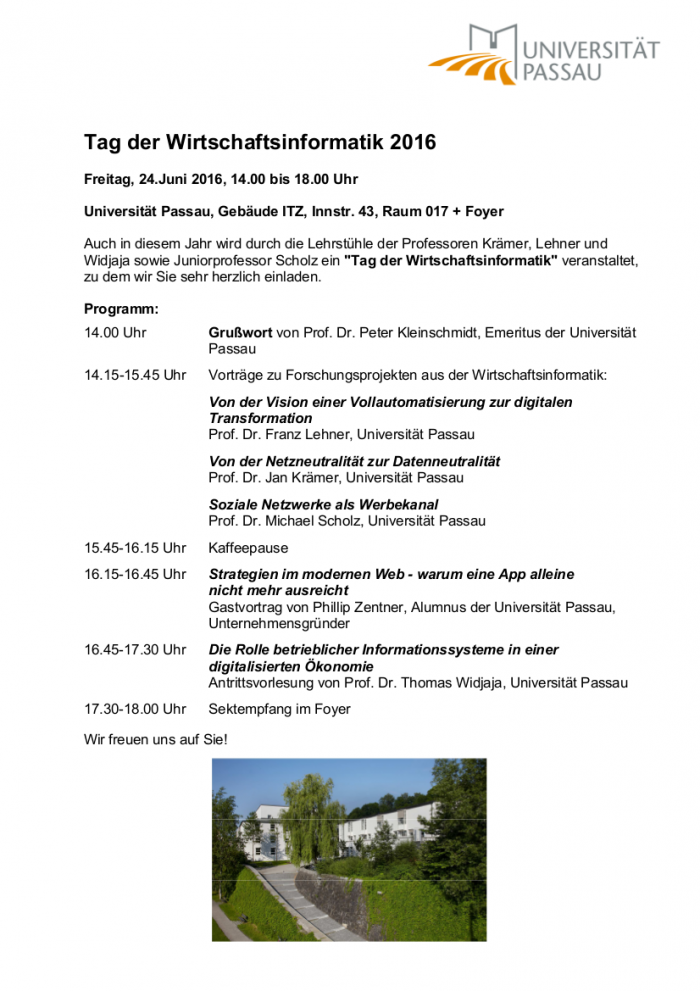 UNIVERSITÄT
PASSAU
Tag der Wirtschaftsinformatik 2016
Freitag, 24.Juni 2016, 14.00 bis 18.00 Uhr
Universität Passau, Gebäude ITZ, Innstr. 43, Raum 017 + Foyer
Auch in diesem Jahr wird durch die Lehrstühle der Professoren Krämer, Lehner und
Widjaja sowie Juniorprofessor Scholz ein "Tag der Wirtschaftsinformatik" veranstaltet,
zu dem wir Sie sehr herzlich einladen.
Programm:
14.00 Uhr Grußwort von Prof. Dr. Peter Kleinschmidt, Emeritus der Universität
Passau
14.15-15.45 Uhr Vorträge zu Forschungsprojekten aus der Wirtschaftsinformatik:
Von der Vision einer Vollautomatisierung zur digitalen
Transformation
Prof. Dr. Franz Lehner, Universität Passau
Von der Netzneutralität zur Datenneutralität
Prof. Dr. Jan Krämer, Universität Passau
Soziale Netzwerke als Werbekanal
Prof. Dr. Michael Scholz, Universität Passau
15.45-16.15 Uhr Kaffeepause
16.15-16.45 Uhr Strategien im modernen Web - warum eine App alleine
nicht mehr ausreicht
Gastvortrag von Phillip Zentner, Alumnus der Universität Passau,
Unternehmensgründer
16.45-17.30 Uhr Die Rolle betrieblicher Informationssysteme in einer
digitalisierten Ökonomie
Antrittsvorlesung von Prof. Dr. Thomas Widjaja, Universität Passau
17.30-18.00 Uhr Sektempfang im Foyer
Wir freuen uns auf Sie!